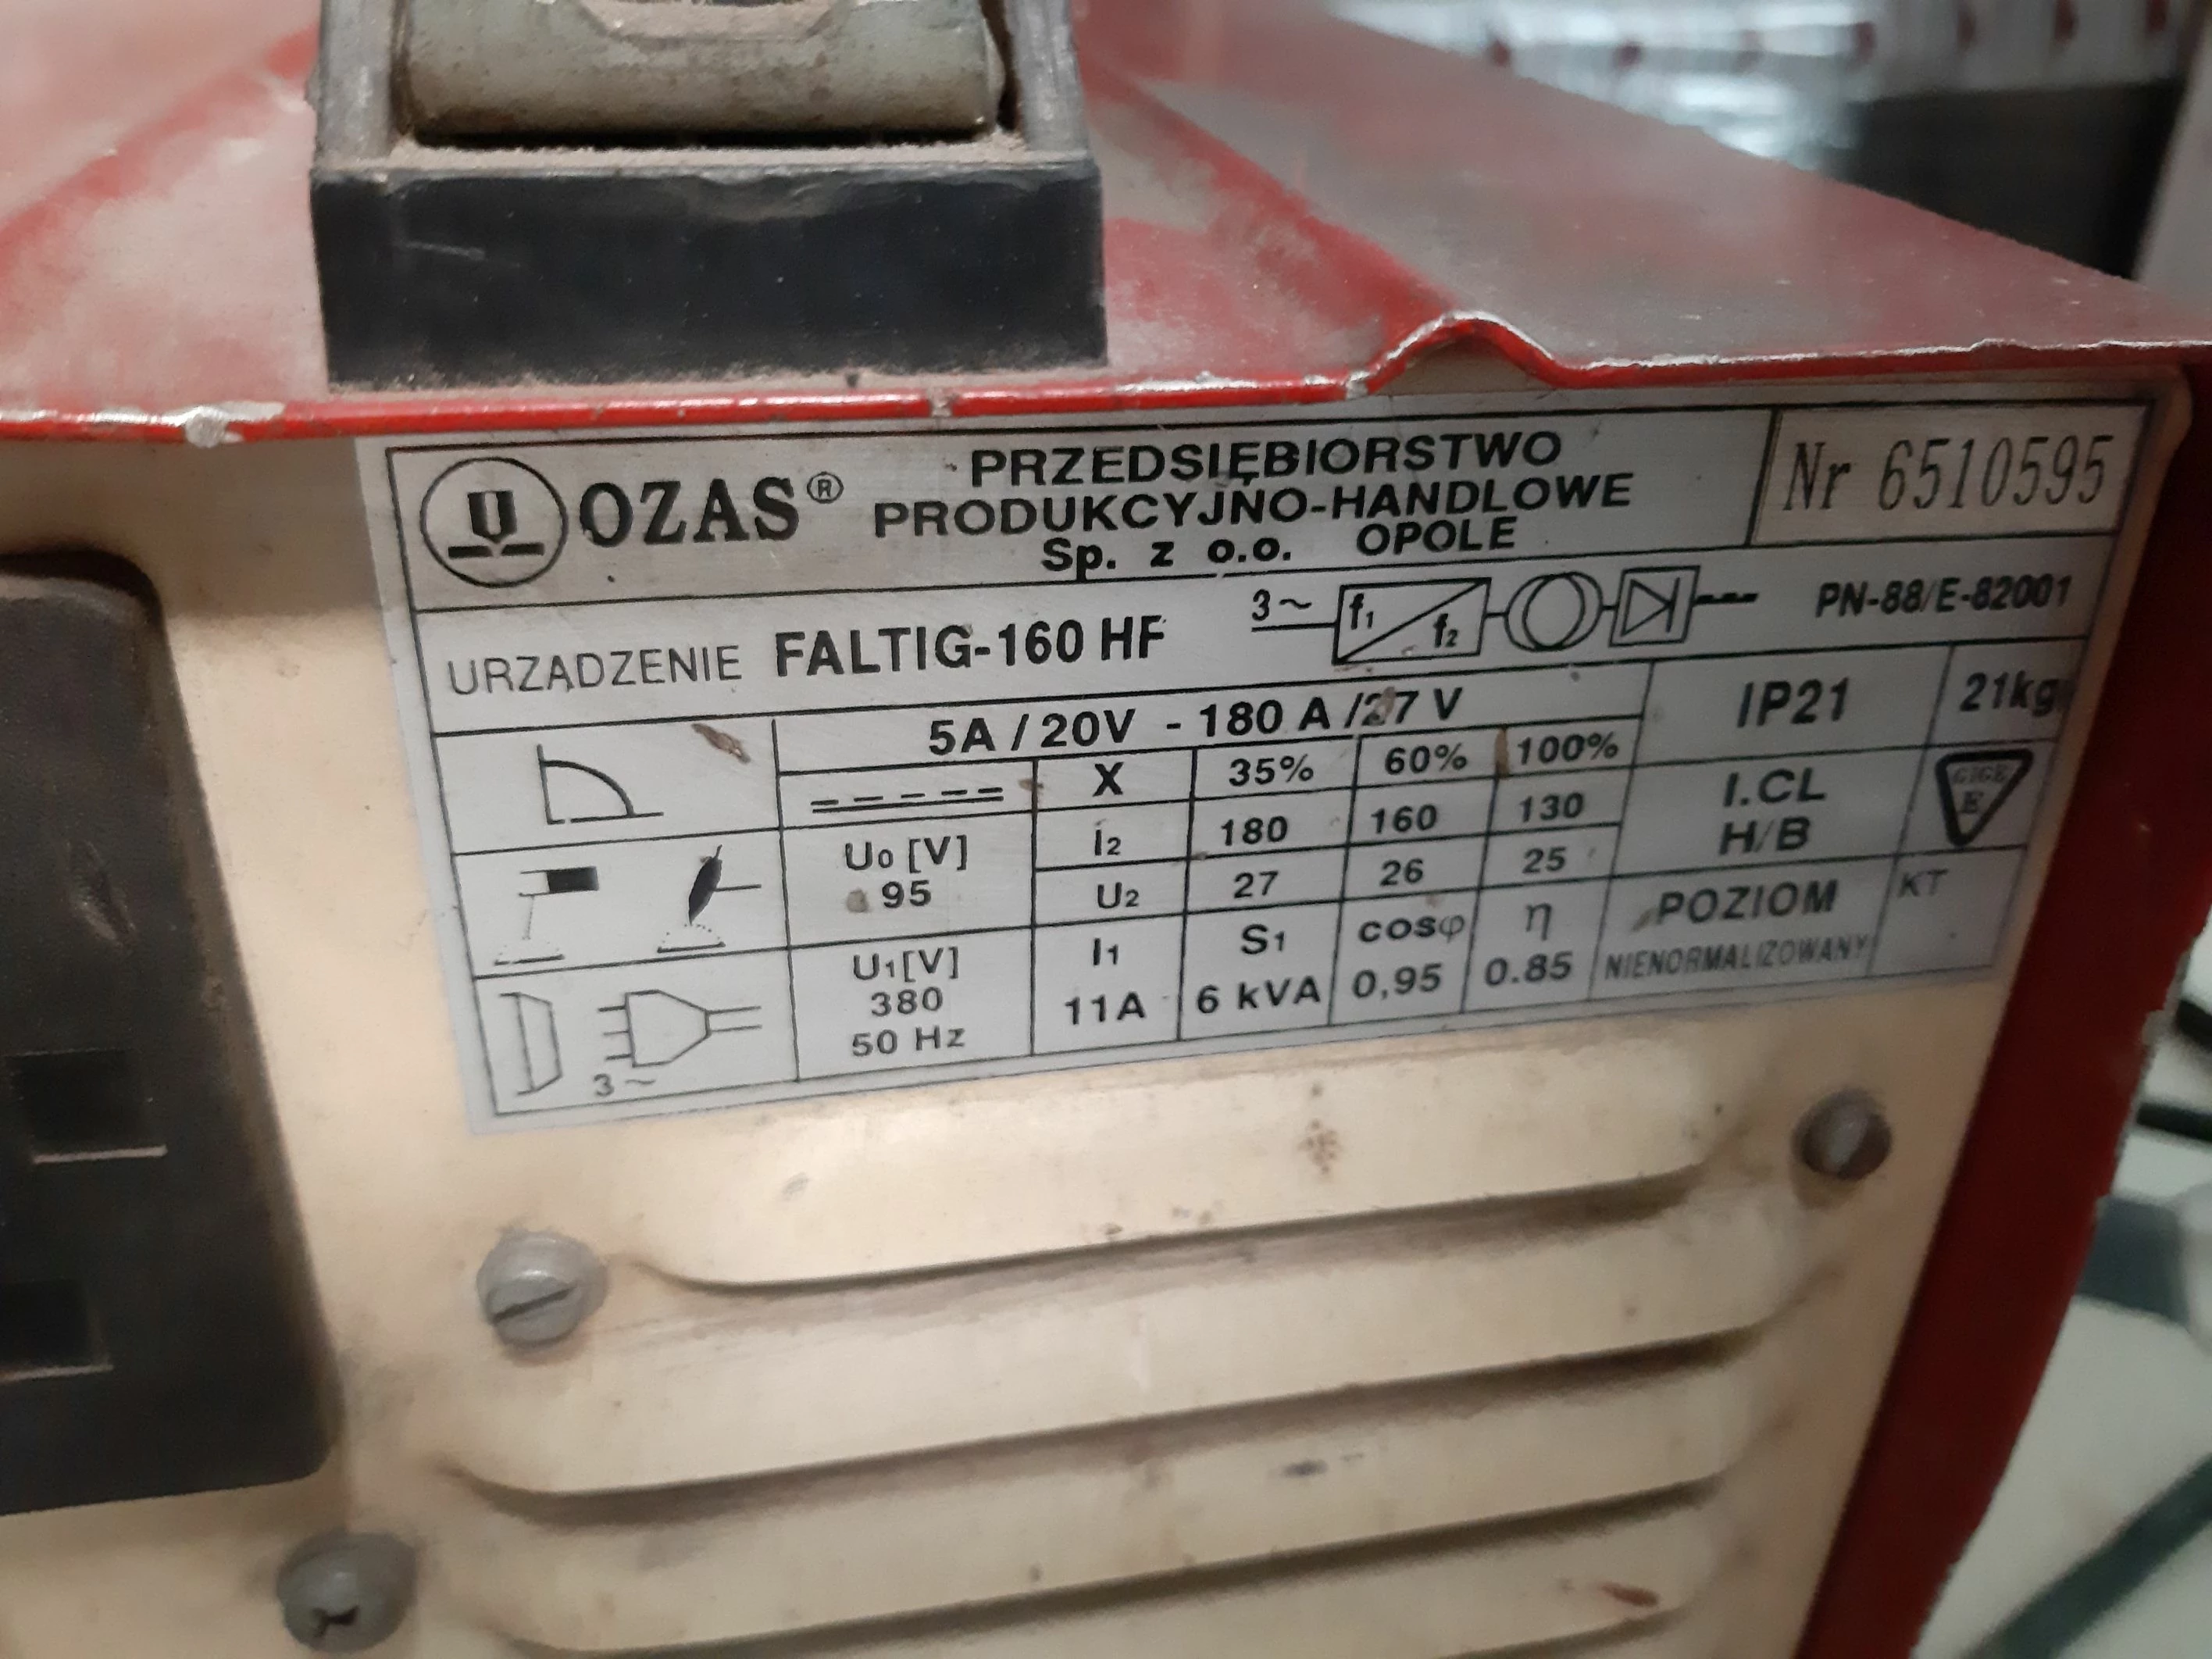 OZAS® PRZEDSIĘBIORSTWO
PRODUKCYJNO-HANDLOWE
Sp. z o.o. OPOLE
Nr 6510595
URZĄDZENIE FALTIG-160 HF
3~ f1 f2
PN-88/E-82001
5A / 20V - 180 A / 27 V
IP21
21kg
X 35% 60% 100%
I2 180 160 130
U0 [V]
95
U2 27 26 25
I.CL
H/B
E
U1[V]
380
50 Hz
I1
11A
S1
6 kVA
cosφ
0,95
η
0.85
POZIOM
NIENORMALIZOWANY
KT
3~